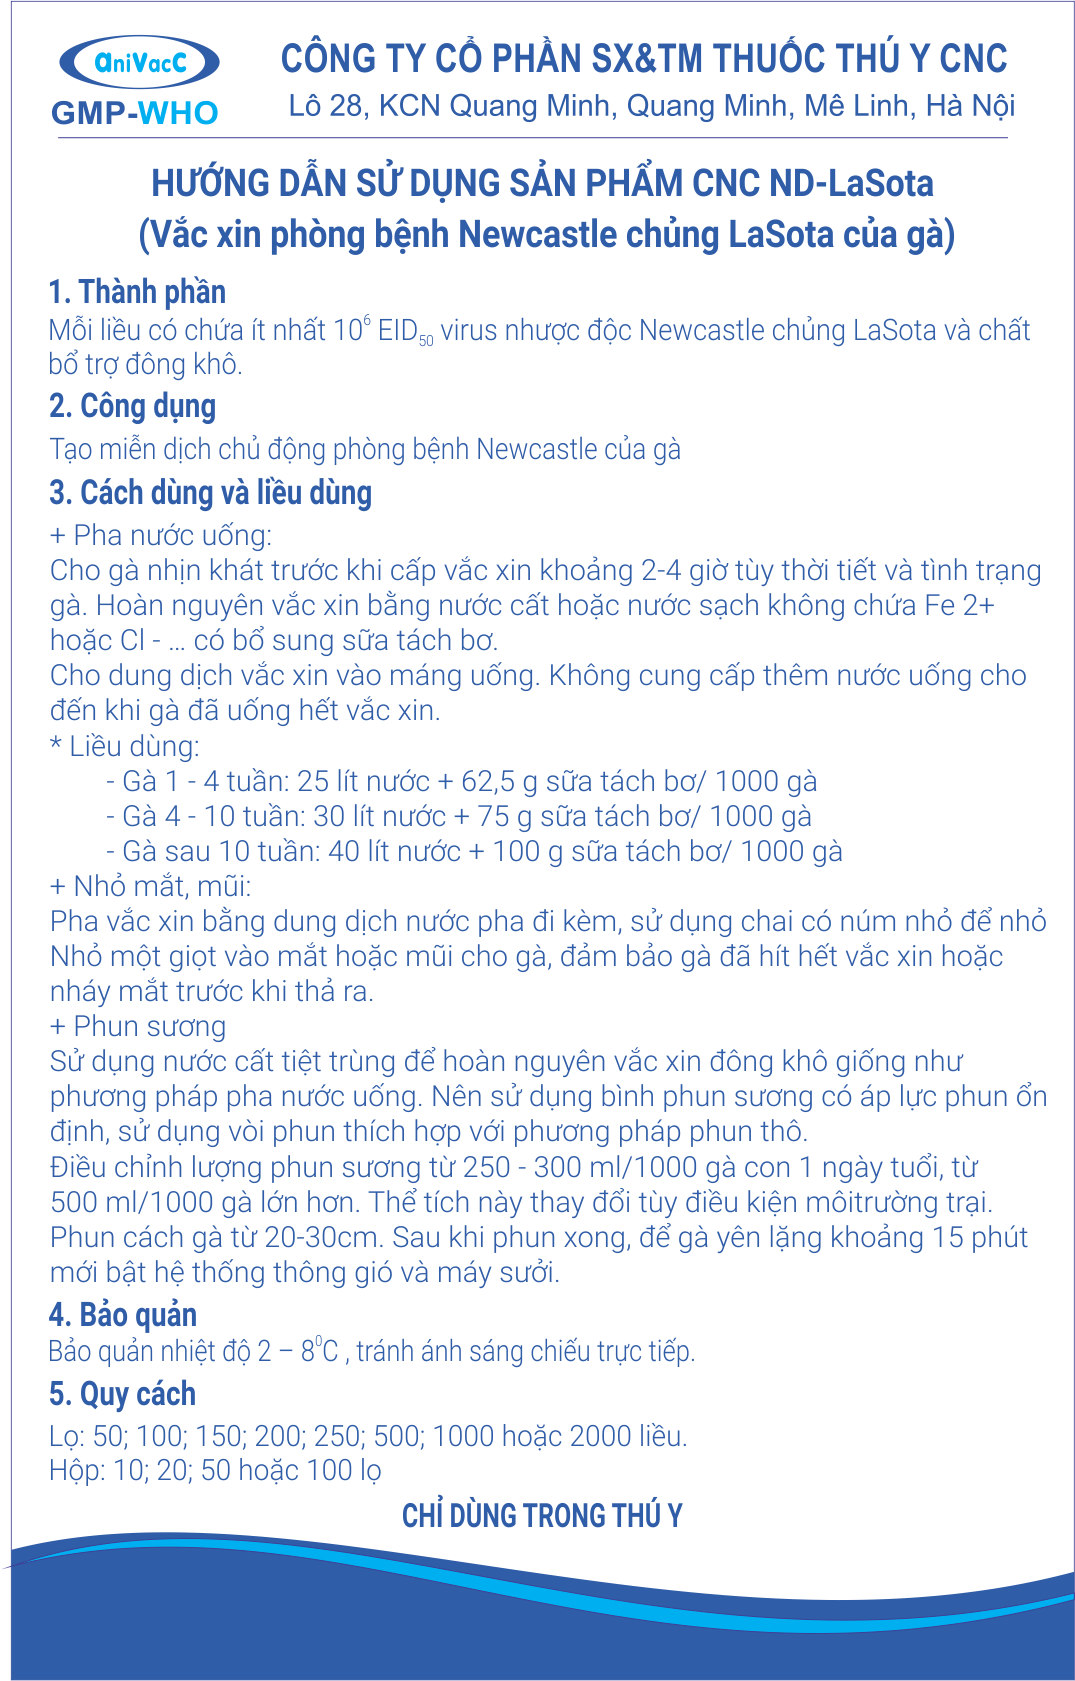 aniVacC
GMP-WHO
CÔNG TY CỔ PHẦN SX&TM THUỐC THÚ Y CNC
Lô 28, KCN Quang Minh, Quang Minh, Mê Linh, Hà Nội
HƯỚNG DẪN SỬ DỤNG SẢN PHẨM CNC ND-LaSota
(Vắc xin phòng bệnh Newcastle chủng LaSota của gà)
1. Thành phần
Mỗi liều có chứa ít nhất 10⁶ EID₅₀ virus nhược độc Newcastle chủng LaSota và chất
bổ trợ đông khô.
2. Công dụng
Tạo miễn dịch chủ động phòng bệnh Newcastle của gà
3. Cách dùng và liều dùng
+ Pha nước uống:
Cho gà nhịn khát trước khi cấp vắc xin khoảng 2-4 giờ tùy thời tiết và tình trạng
gà. Hoàn nguyên vắc xin bằng nước cất hoặc nước sạch không chứa Fe 2+
hoặc Cl - ... có bổ sung sữa tách bơ.
Cho dung dịch vắc xin vào máng uống. Không cung cấp thêm nước uống cho
đến khi gà đã uống hết vắc xin.
* Liều dùng:
- Gà 1 - 4 tuần: 25 lít nước + 62,5 g sữa tách bơ/ 1000 gà
- Gà 4 - 10 tuần: 30 lít nước + 75 g sữa tách bơ/ 1000 gà
- Gà sau 10 tuần: 40 lít nước + 100 g sữa tách bơ/ 1000 gà
+ Nhỏ mắt, mũi:
Pha vắc xin bằng dung dịch nước pha đi kèm, sử dụng chai có núm nhỏ để nhỏ
Nhỏ một giọt vào mắt hoặc mũi cho gà, đảm bảo gà đã hít hết vắc xin hoặc
nháy mắt trước khi thả ra.
+ Phun sương
Sử dụng nước cất tiệt trùng để hoàn nguyên vắc xin đông khô giống như
phương pháp pha nước uống. Nên sử dụng bình phun sương có áp lực phun ổn
định, sử dụng vòi phun thích hợp với phương pháp phun thô.
Điều chỉnh lượng phun sương từ 250 - 300 ml/1000 gà con 1 ngày tuổi, từ
500 ml/1000 gà lớn hơn. Thể tích này thay đổi tùy điều kiện môitrường trại.
Phun cách gà từ 20-30cm. Sau khi phun xong, để gà yên lặng khoảng 15 phút
mới bật hệ thống thông gió và máy sưởi.
4. Bảo quản
Bảo quản nhiệt độ 2 – 8⁰C , tránh ánh sáng chiếu trực tiếp.
5. Quy cách
Lọ: 50; 100; 150; 200; 250; 500; 1000 hoặc 2000 liều.
Hộp: 10; 20; 50 hoặc 100 lọ
CHỈ DÙNG TRONG THÚ Y